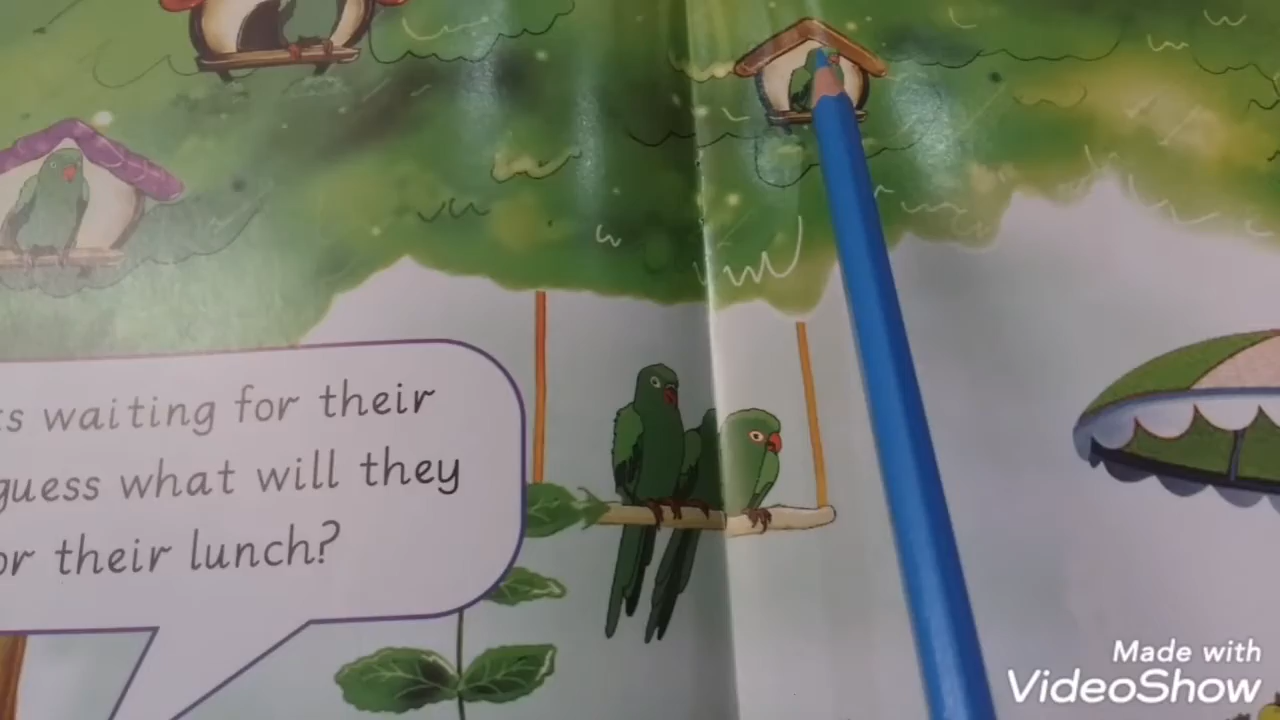 waiting for their
guess what will they
their lunch?
Made with
VideoShow